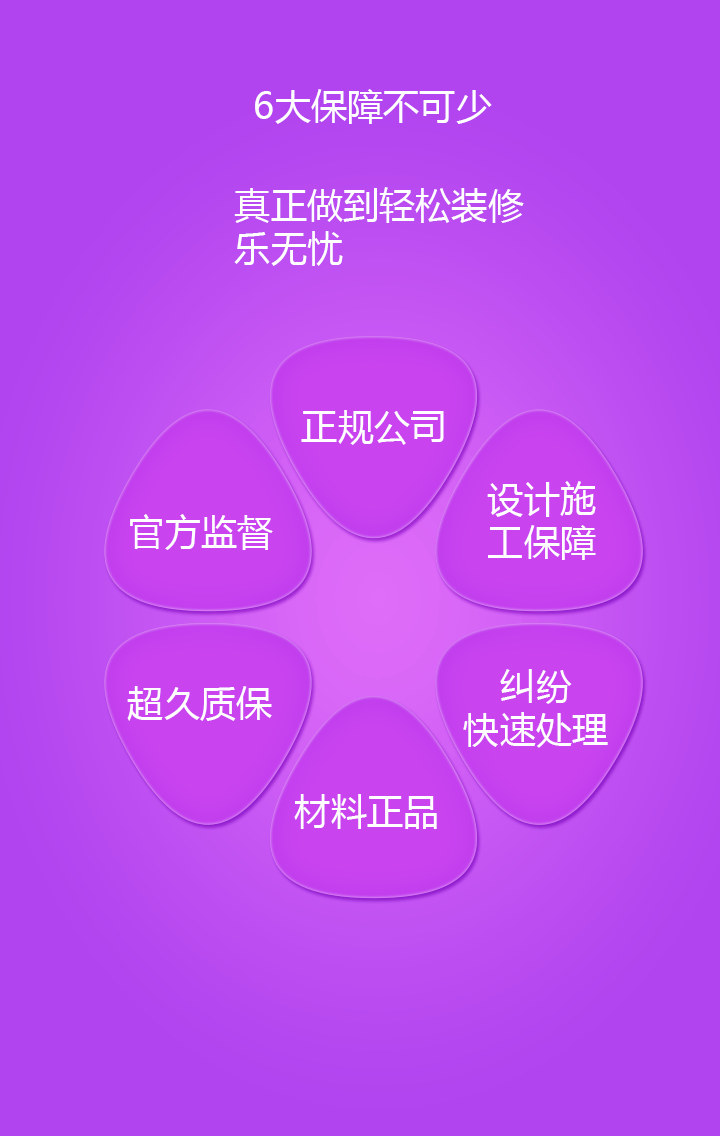 6大保障不可少
真正做到轻松装修
乐无忧
正规公司
设计施
工保障
官方监督
纠纷
快速处理
超久质保
材料正品